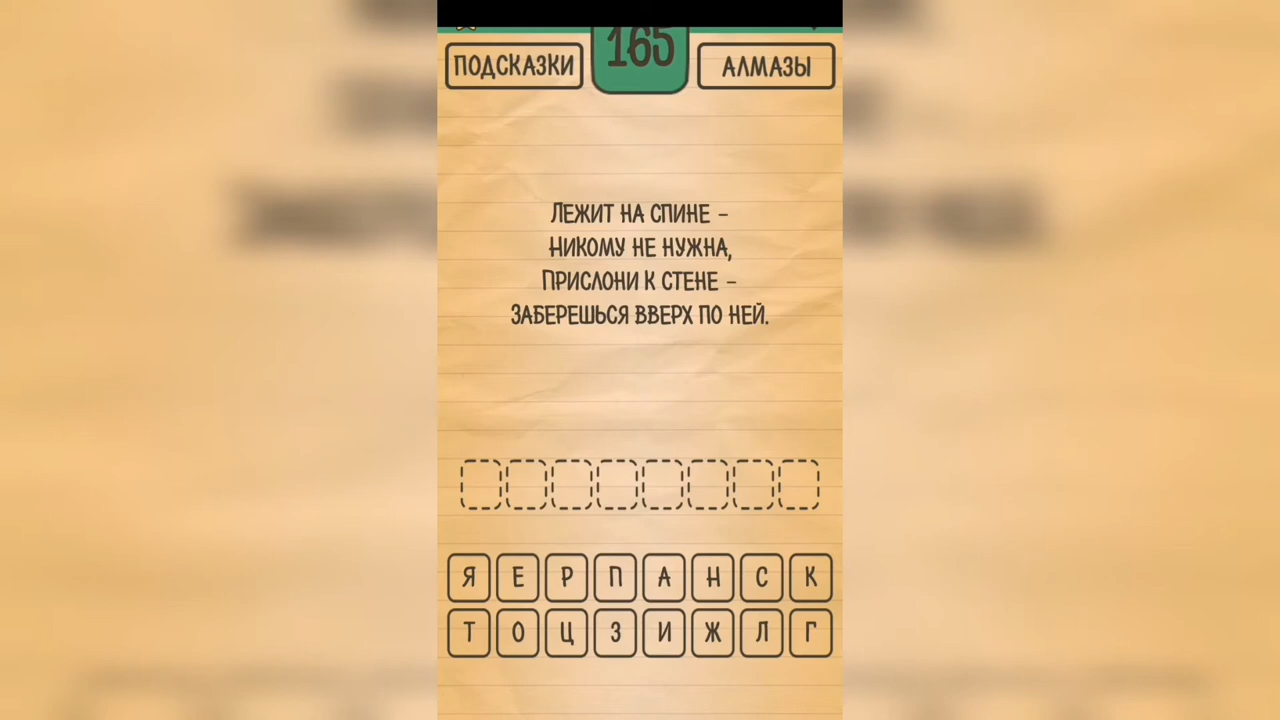 165
ПОДСКАЗКИ
АЛМАЗЫ
ЛЕЖИТ НА СПИНЕ –
НИКОМУ НЕ НУЖНА,
ПРИСЛОНИ К СТЕНЕ –
ЗАБЕРЕШЬСЯ ВВЕРХ ПО НЕЙ.
Я Е Р П А Н С К
Т О Ц З И Ж Л Г